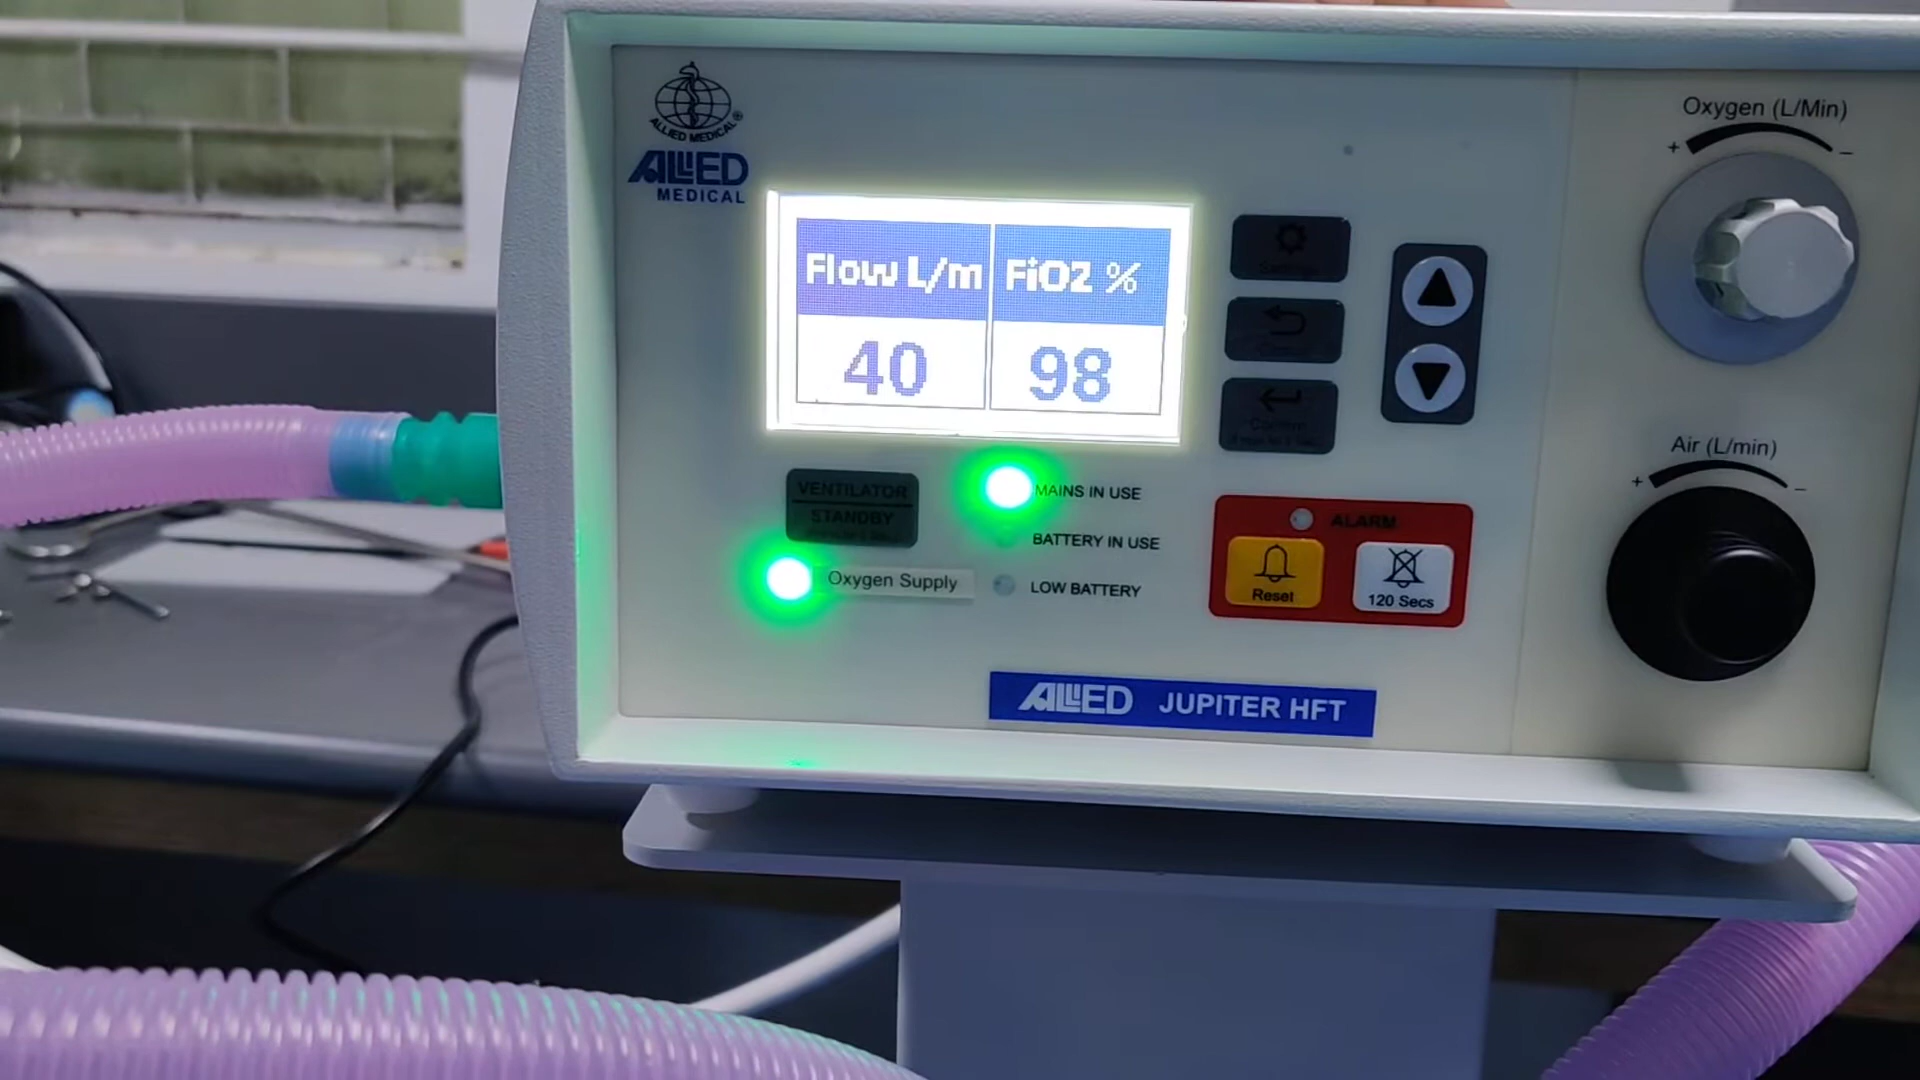 ALLIED MEDICAL®
ALLIED
MEDICAL
Flow L/m
FiO2 %
40
98
Confirm
VENTILATOR
STANDBY
MAINS IN USE
BATTERY IN USE
LOW BATTERY
Oxygen Supply
ALARM
Reset
120 Secs
ALLIED JUPITER HFT
Oxygen (L/Min)
+ −
Air (L/min)
+ −